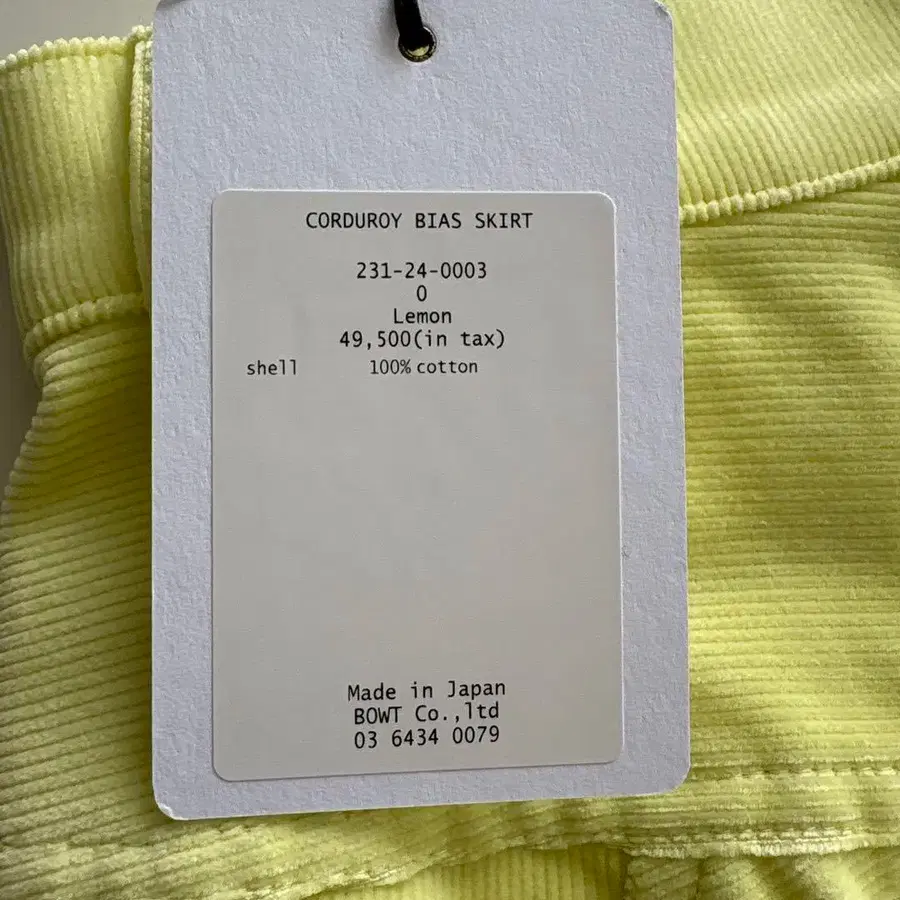 CORDUROY BIAS SKIRT
231-24-0003
0
Lemon
49,500(in tax)
shell 100% cotton
Made in Japan
BOWT Co.,ltd
03 6434 0079